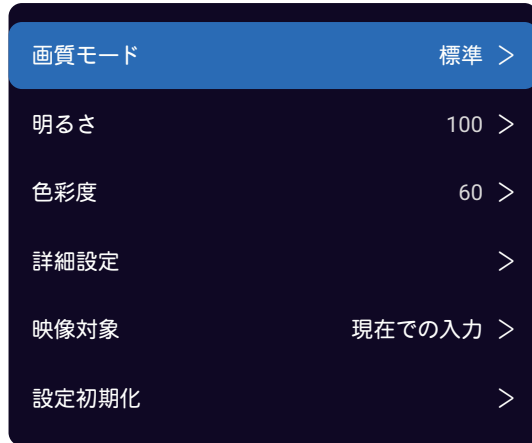 画質モード 標準 >
明るさ 100 >
色彩度 60 >
詳細設定 >
映像対象 現在での入力 >
設定初期化 >